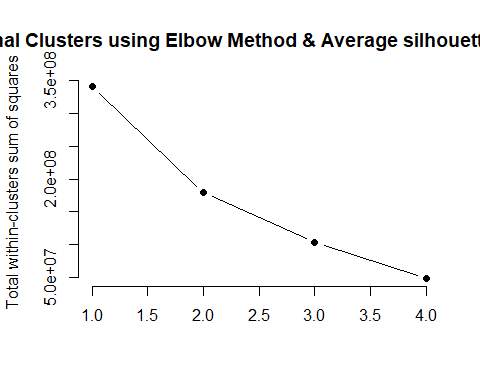 nal Clusters using Elbow Method & Average silhouett
Total within-clusters sum of squares
3.5e+08
2.0e+08
5.0e+07
1.0 1.5 2.0 2.5 3.0 3.5 4.0